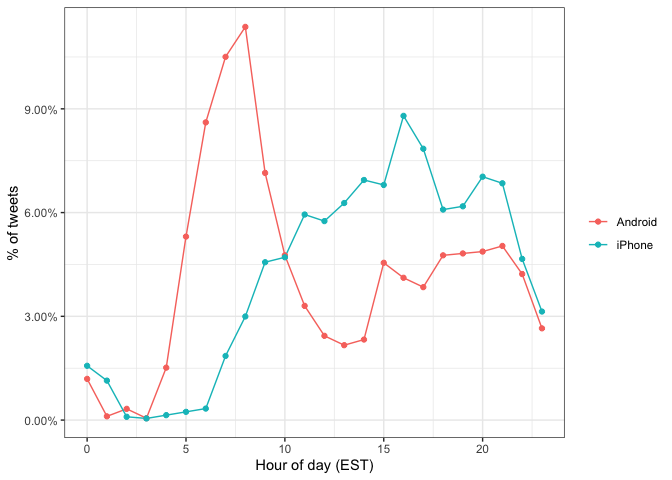 % of tweets
9.00%
6.00%
3.00%
0.00%
0 5 10 15 20
Hour of day (EST)
Android
iPhone